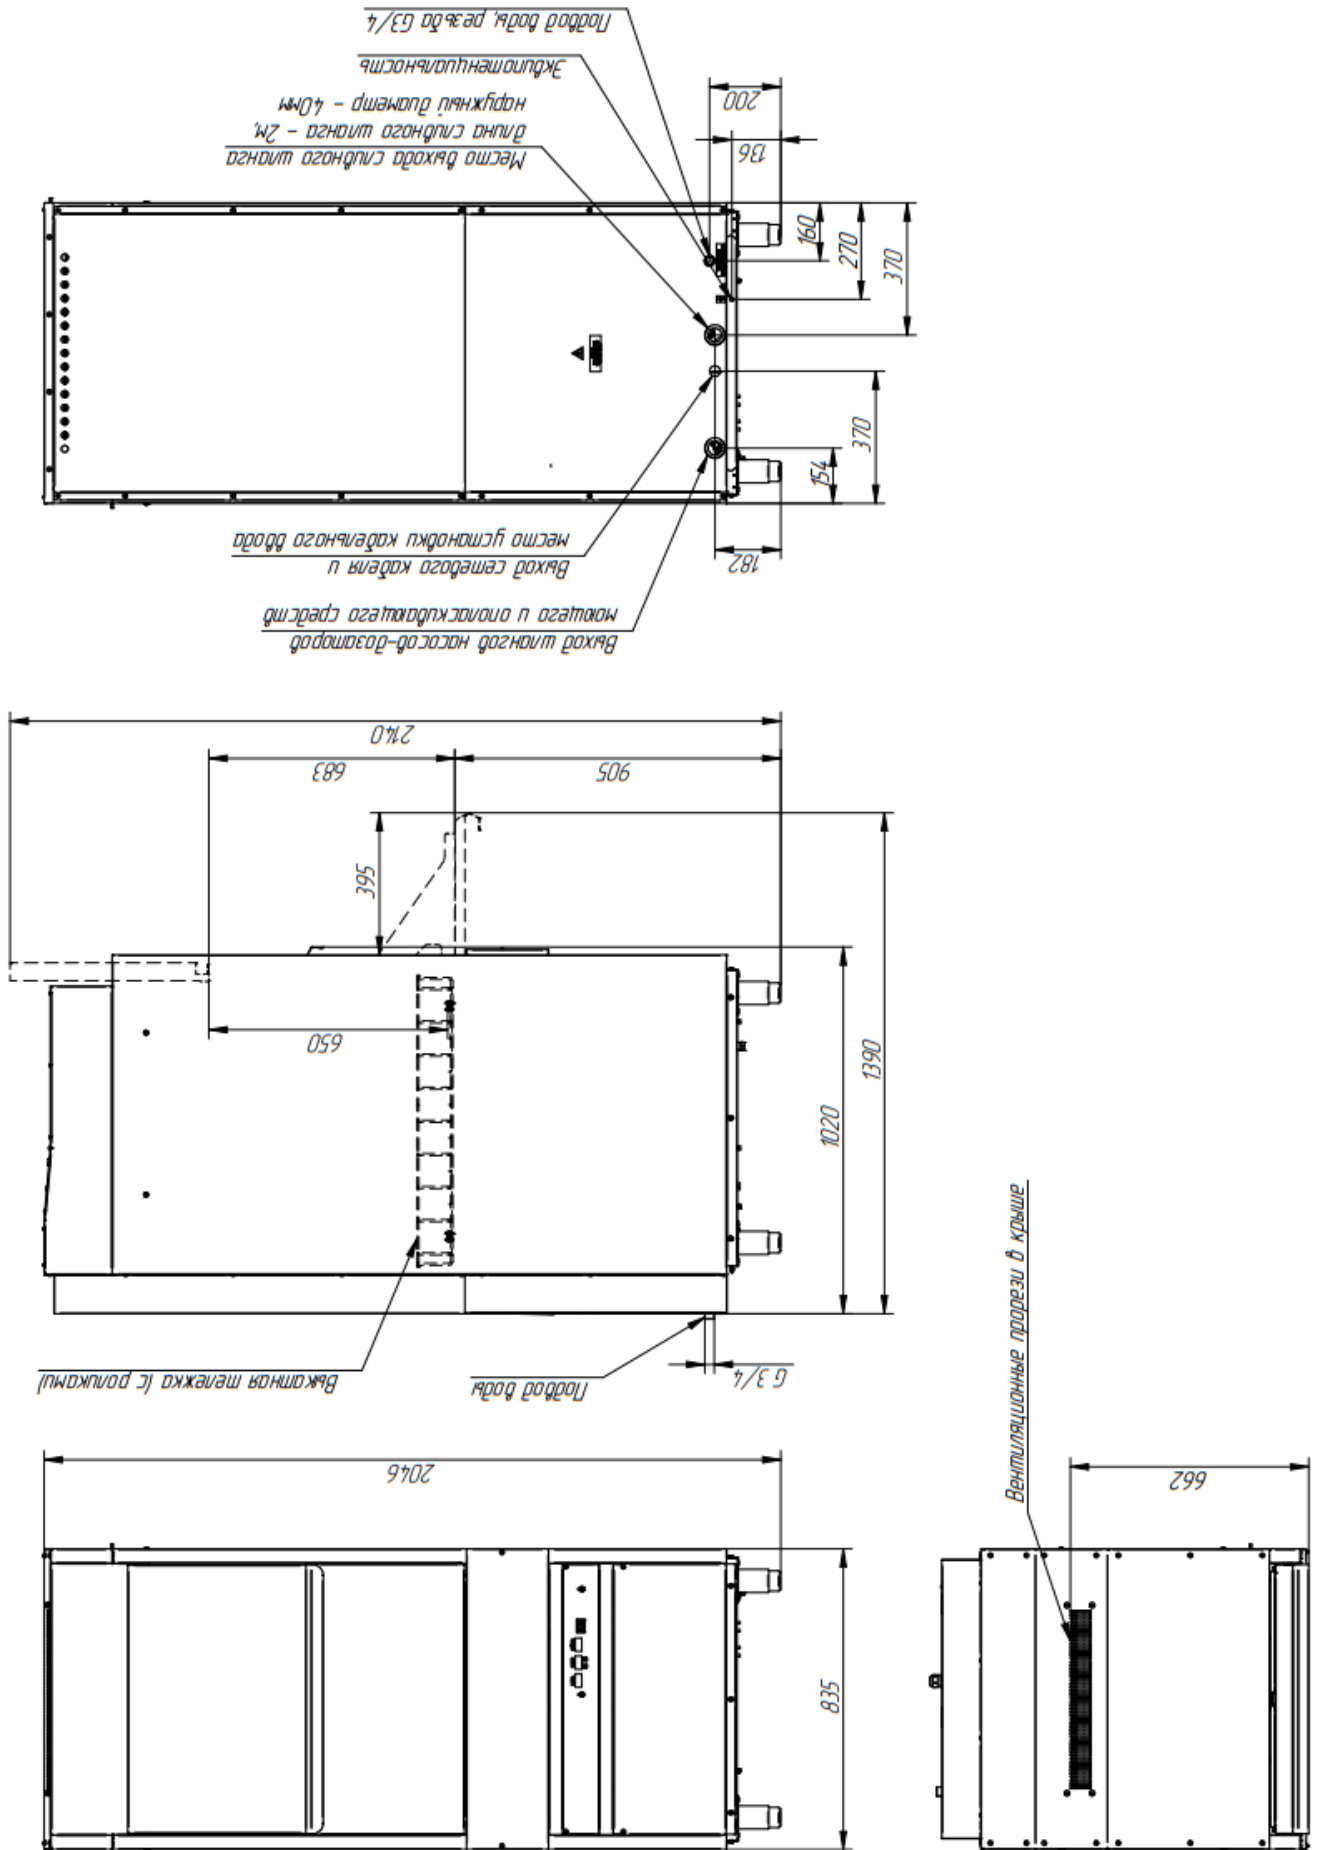 Подвод воды, резьба G3/4
Эквипотенциальность
Место выхода сливного шланга
длина сливного шланга - 2м,
наружный диаметр - 40мм
200
136
160
270
370
370
154
182
Выход сетевого кабеля и
место установки кабельного ввода
Выход шлангов насосов-дозаторов
моющего и ополаскивающего средств
2140
683
905
395
650
1390
1020
Выкатная тележка (с роликами)
Подвод воды
G 3/4
2046
835
Вентиляционные прорези в крыше
662